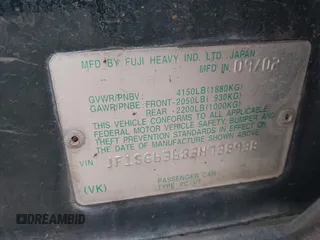 MFD BY FUJI HEAVY IND. LTD. JAPAN
MFD IN 09/02
GVWR/PNBV: 4150LB(1880KG)
GAWR/PNBE: FRONT-2050LB( 930KG)
REAR -2200LB(1000KG)
THIS VEHICLE CONFORMS TO ALL APPLICABLE
FEDERAL MOTOR VEHICLE SAFETY, BUMPER, AND
THEFT PREVENTION STANDARDS IN EFFECT ON
THE DATE OF MANUFACTURE SHOWN ABOVE.
VIN
PASSENGER CAR
(VK)
DREAMBID